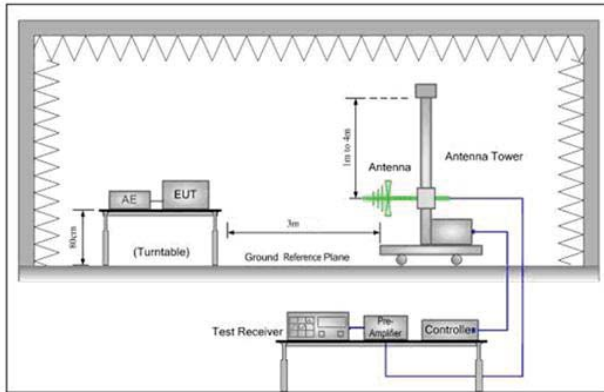 1m to 4m
Antenna
Antenna Tower
AE
EUT
80cm
(Turntable)
3m
Ground Reference Plane
Test Receiver
Pre-
Amplifier
Controller